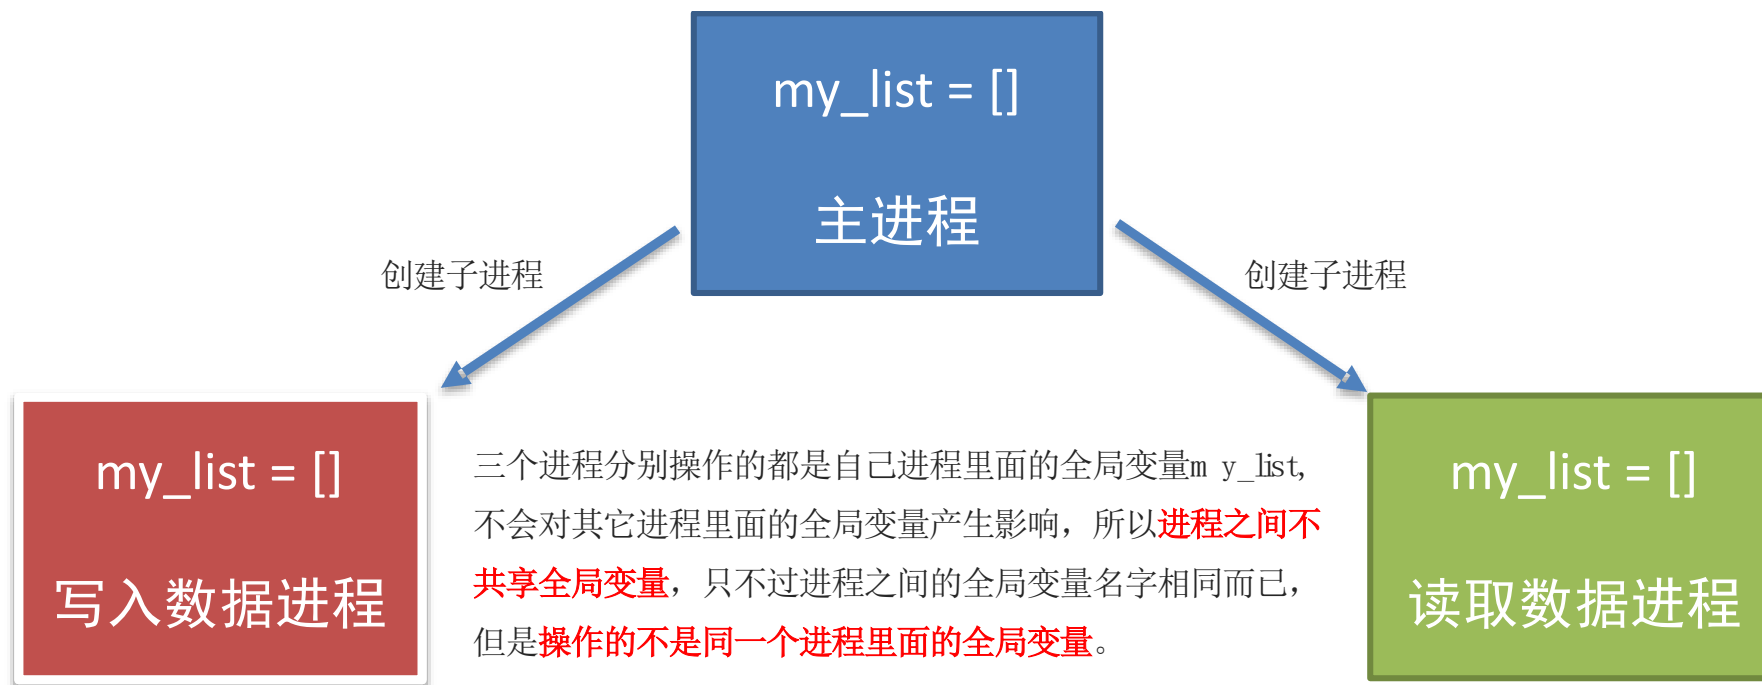 my_list = []
主进程
创建子进程
创建子进程
my_list = []
写入数据进程
三个进程分别操作的都是自己进程里面的全局变量my_list,
不会对其它进程里面的全局变量产生影响，所以进程之间不
共享全局变量，只不过进程之间的全局变量名字相同而已，
但是操作的不是同一个进程里面的全局变量。
my_list = []
读取数据进程